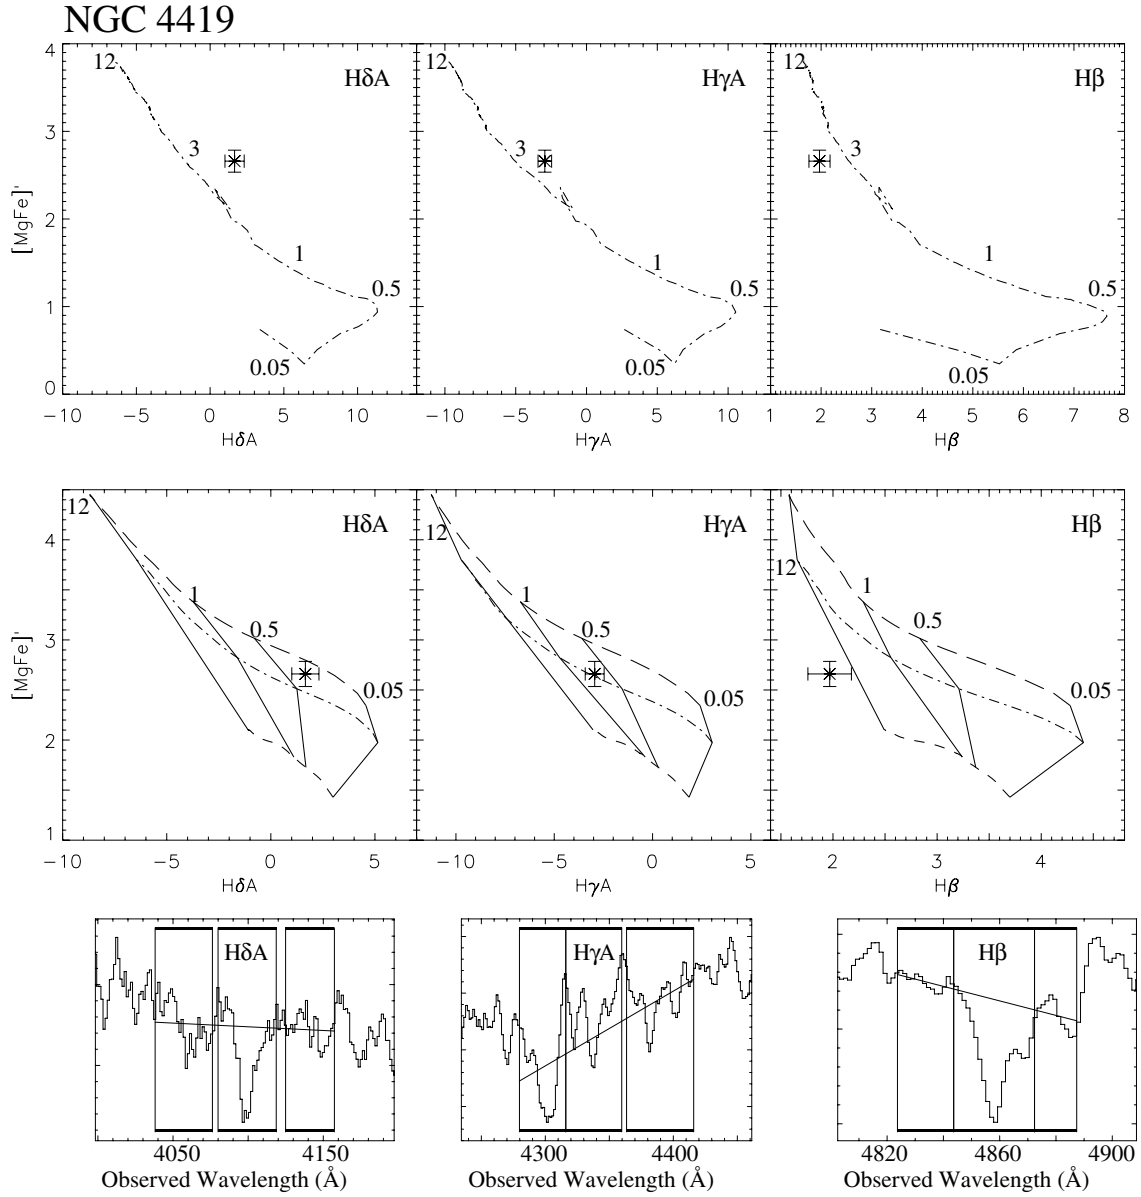 NGC 4419
4
3
2
1
0
[MgFe]'
12
HδA
3
1
0.5
0.05
12
HγA
3
1
0.5
0.05
12
Hβ
3
1
0.5
0.05
−10 −5 0 5 10
−10 −5 0 5 10
1 2 3 4 5 6 7 8
HδA
HγA
Hβ
4
3
2
1
[MgFe]'
12
HδA
1
0.5
0.05
12
HγA
1
0.5
0.05
12
Hβ
1
0.5
0.05
−10 −5 0 5
−10 −5 0
2 3 4
HδA
HγA
Hβ
HδA
HγA
Hβ
4050 4150
4300 4400
4820 4860 4900
Observed Wavelength (Å)
Observed Wavelength (Å)
Observed Wavelength (Å)